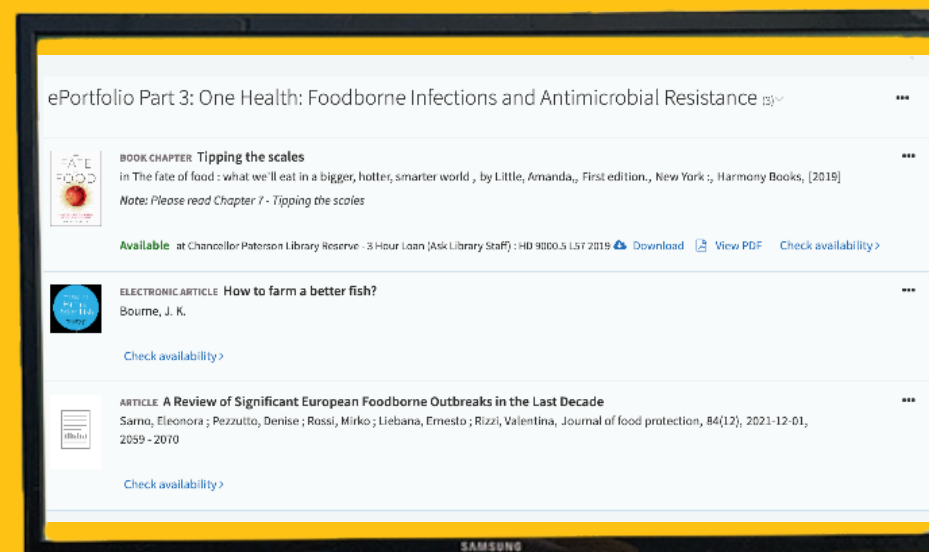 ePortfolio Part 3: One Health: Foodborne Infections and Antimicrobial Resistance (3)
FATE
FOOD
BOOK CHAPTER Tipping the scales
in The fate of food : what we'll eat in a bigger, hotter, smarter world , by Little, Amanda,, First edition., New York :, Harmony Books, [2019]
Note: Please read Chapter 7 - Tipping the scales
Available at Chancellor Paterson Library Reserve - 3 Hour Loan (Ask Library Staff) : HD 9000.5 L57 2019 Download View PDF Check availability >
ELECTRONIC ARTICLE How to farm a better fish?
Bourne, J. K.
Check availability >
ARTICLE A Review of Significant European Foodborne Outbreaks in the Last Decade
Sarno, Eleonora ; Pezzutto, Denise ; Rossi, Mirko ; Liebana, Ernesto ; Rizzi, Valentina, Journal of food protection, 84(12), 2021-12-01,
2059 - 2070
Check availability >
SAMSUNG